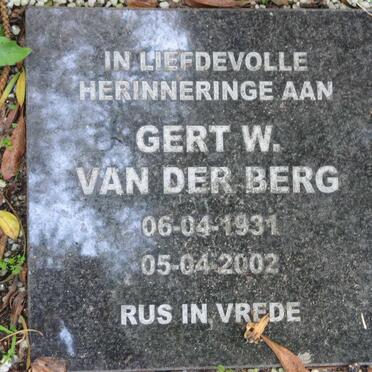 IN LIEFDEVOLLE
HERINNERINGE AAN
GERT W.
VAN DER BERG
06-04-1931
05-04-2002
RUS IN VREDE